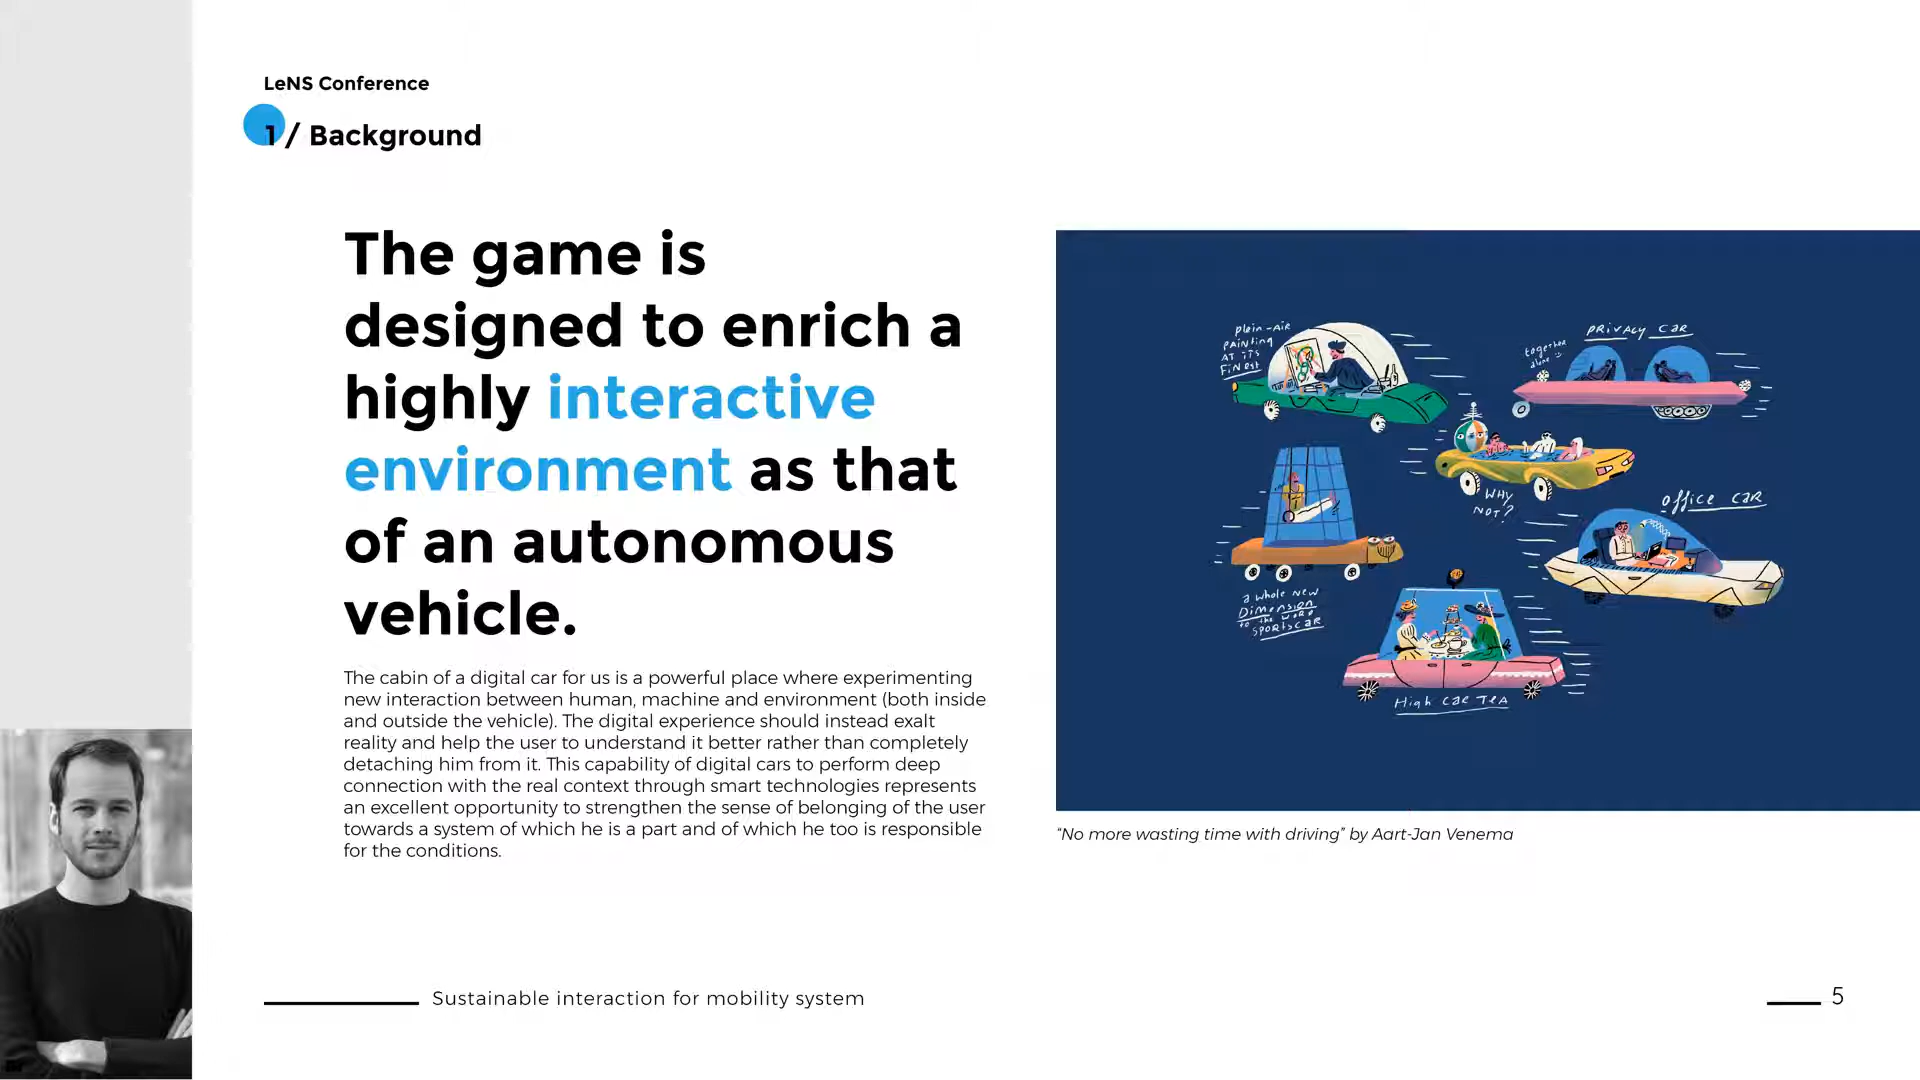 LeNS Conference
1 / Background
The game is
designed to enrich a
highly interactive
environment as that
of an autonomous
vehicle.
The cabin of a digital car for us is a powerful place where experimenting
new interaction between human, machine and environment (both inside
and outside the vehicle). The digital experience should instead exalt
reality and help the user to understand it better rather than completely
detaching him from it. This capability of digital cars to perform deep
connection with the real context through smart technologies represents
an excellent opportunity to strengthen the sense of belonging of the user
towards a system of which he is a part and of which he too is responsible
for the conditions.
plein-AiR
PAiNting
AT iTS
FiNEST
PRiVACY CAR
together
alone :)
WHY
NOT?
office CAR
a whole New
Dimension
to the WORD
SPORTSCAR
High CAR TEA
“No more wasting time with driving” by Aart-Jan Venema
Sustainable interaction for mobility system
5